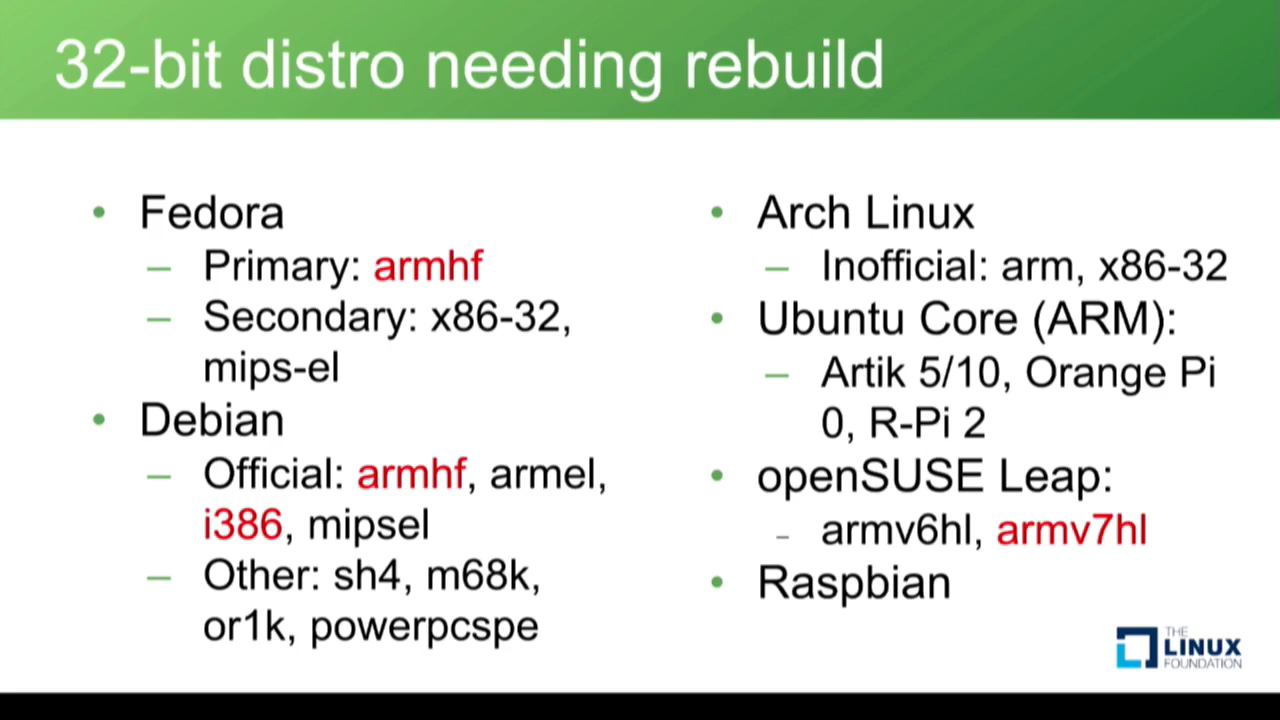 32-bit distro needing rebuild
• Fedora
– Primary: armhf
– Secondary: x86-32,
mips-el
• Debian
– Official: armhf, armel,
i386, mipsel
– Other: sh4, m68k,
or1k, powerpcspe
• Arch Linux
– Inofficial: arm, x86-32
• Ubuntu Core (ARM):
– Artik 5/10, Orange Pi
0, R-Pi 2
• openSUSE Leap:
– armv6hl, armv7hl
• Raspbian
THE
LINUX
FOUNDATION